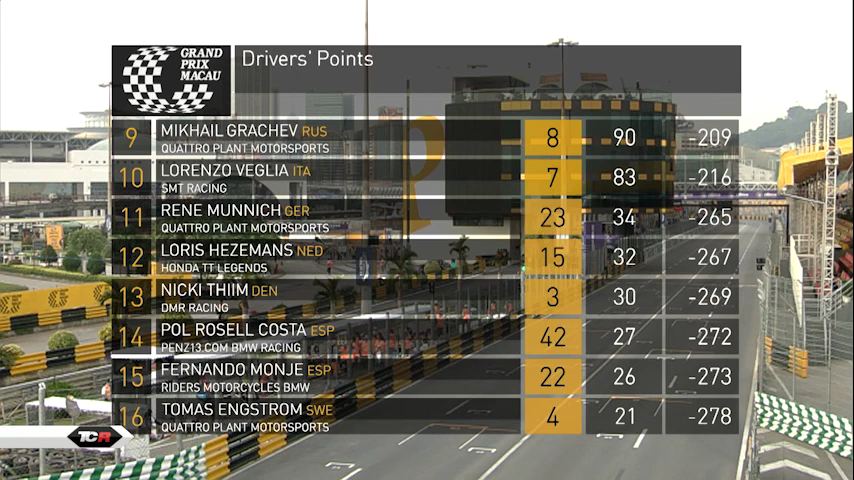 GRAND
PRIX
MACAU
Drivers' Points
9 MIKHAIL GRACHEV RUS 8 90 -209
QUATTRO PLANT MOTORSPORTS
10 LORENZO VEGLIA ITA 7 83 -216
SMT RACING
11 RENE MUNNICH GER 23 34 -265
QUATTRO PLANT MOTORSPORTS
12 LORIS HEZEMANS NED 15 32 -267
HONDA TT LEGENDS
13 NICKI THIIM DEN 3 30 -269
DMR RACING
14 POL ROSELL COSTA ESP 42 27 -272
PENZ13.COM BMW RACING
15 FERNANDO MONJE ESP 22 26 -273
RIDERS MOTORCYCLES BMW
16 TOMAS ENGSTROM SWE 4 21 -278
QUATTRO PLANT MOTORSPORTS
TCR